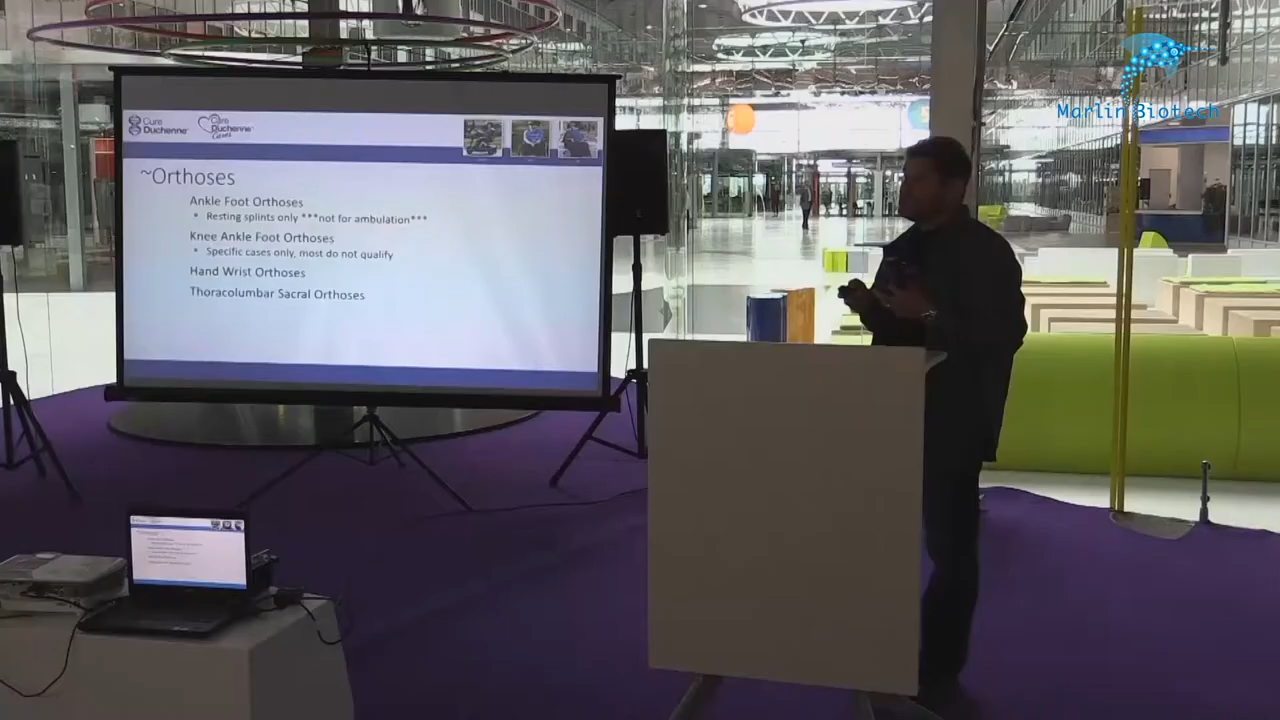 Cure
Duchenne
Cure
Duchenne
Cares
Marlin Biotech
~Orthoses
Ankle Foot Orthoses
• Resting splints only ***not for ambulation***
Knee Ankle Foot Orthoses
• Specific cases only, most do not qualify
Hand Wrist Orthoses
Thoracolumbar Sacral Orthoses